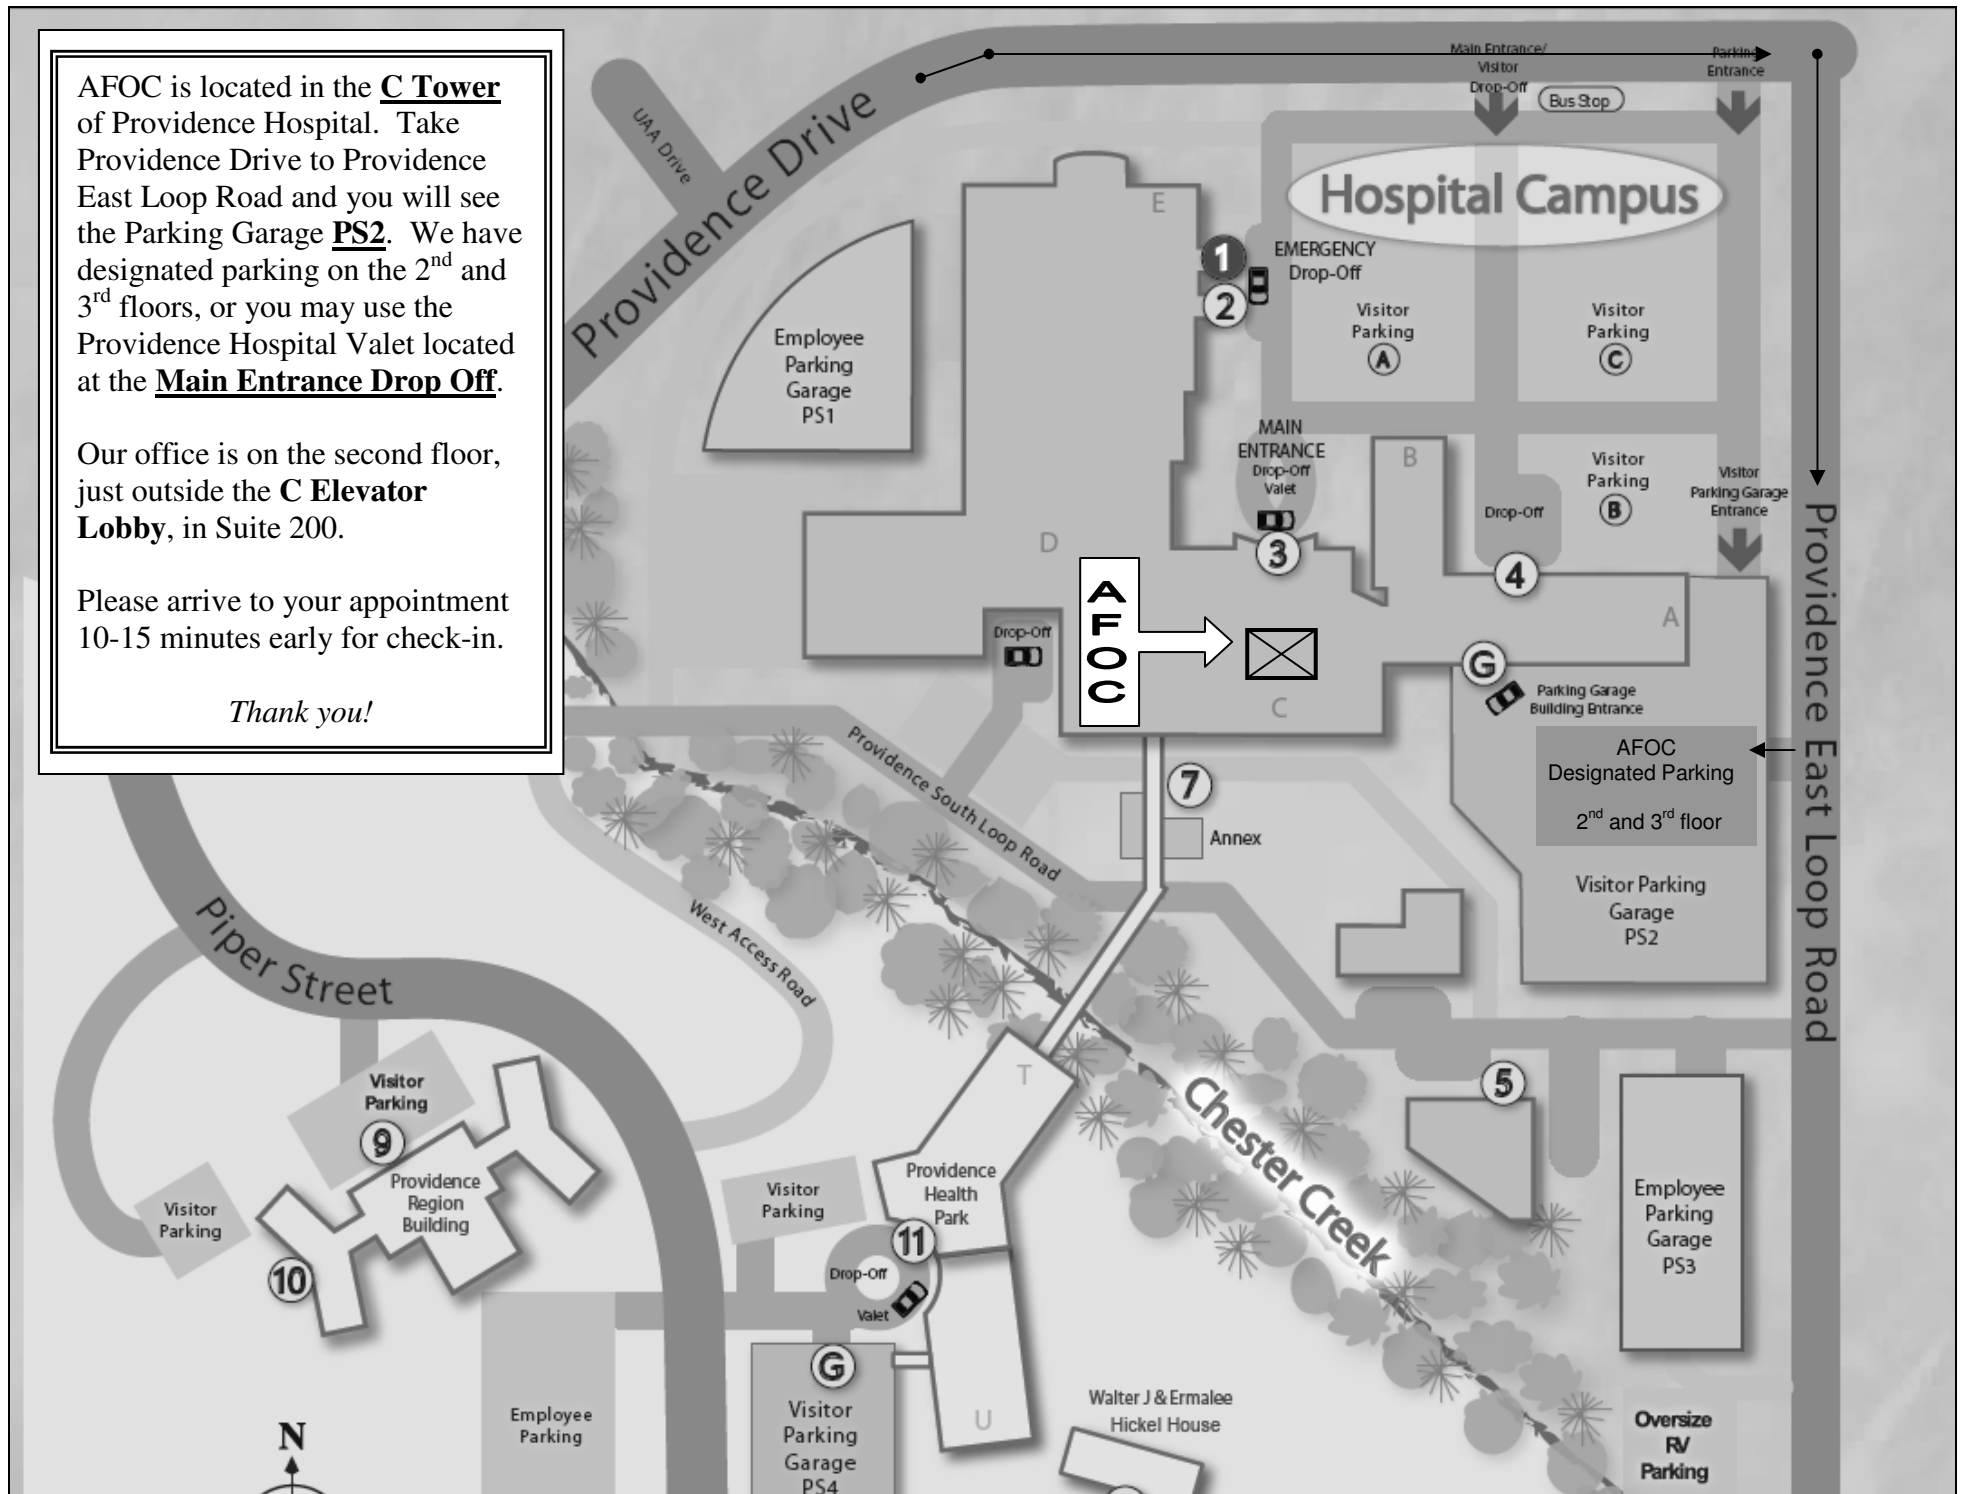 AFOC is located in the C Tower
of Providence Hospital. Take
Providence Drive to Providence
East Loop Road and you will see
the Parking Garage PS2. We have
designated parking on the 2nd and
3rd floors, or you may use the
Providence Hospital Valet located
at the Main Entrance Drop Off.
Our office is on the second floor,
just outside the C Elevator
Lobby, in Suite 200.
Please arrive to your appointment
10-15 minutes early for check-in.
Thank you!
UAA Drive
Providence Drive
Main Entrance/
Visitor
Drop-Off
Bus Stop
Parking
Entrance
Hospital Campus
E
1
2
EMERGENCY
Drop-Off
Visitor
Parking
A
Visitor
Parking
C
Employee
Parking
Garage
PS1
MAIN
ENTRANCE
Drop-Off
Valet
3
B
Visitor
Parking
B
Drop-Off
4
Visitor
Parking Garage
Entrance
Providence East Loop Road
D
A
F
O
C
Drop-Off
C
A
G
Parking Garage
Building Entrance
AFOC
Designated Parking
2nd and 3rd floor
Visitor Parking
Garage
PS2
Providence South Loop Road
7
Annex
West Access Road
Piper Street
Visitor
Parking
9
Providence
Region
Building
Visitor
Parking
10
T
Chester Creek
5
Employee
Parking
Garage
PS3
Providence
Health
Park
Visitor
Parking
11
Drop-Off
Valet
G
Visitor
Parking
Garage
PS4
U
Employee
Parking
Walter J & Ermalee
Hickel House
Oversize
RV
Parking
N